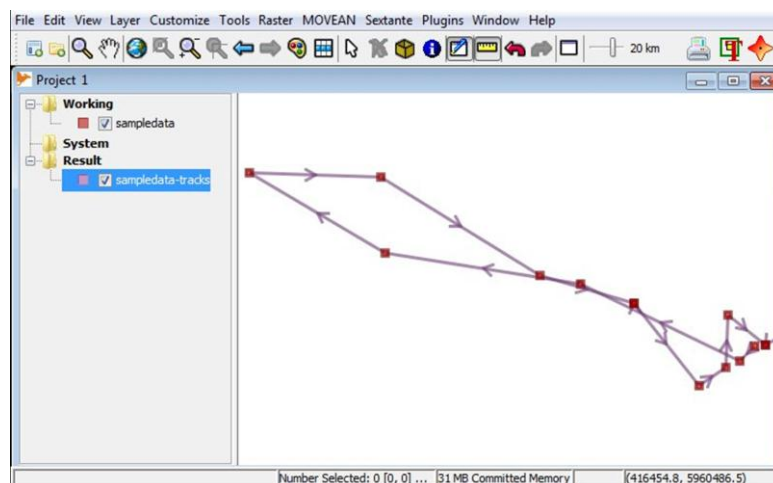 File Edit View Layer Customize Tools Raster MOVEAN Sextante Plugins Window Help
20 km
Project 1
Working
sampledata
System
Result
sampledata-tracks
Number Selected: 0 [0, 0] ... 31 MB Committed Memory (416454.8, 5960486.5)